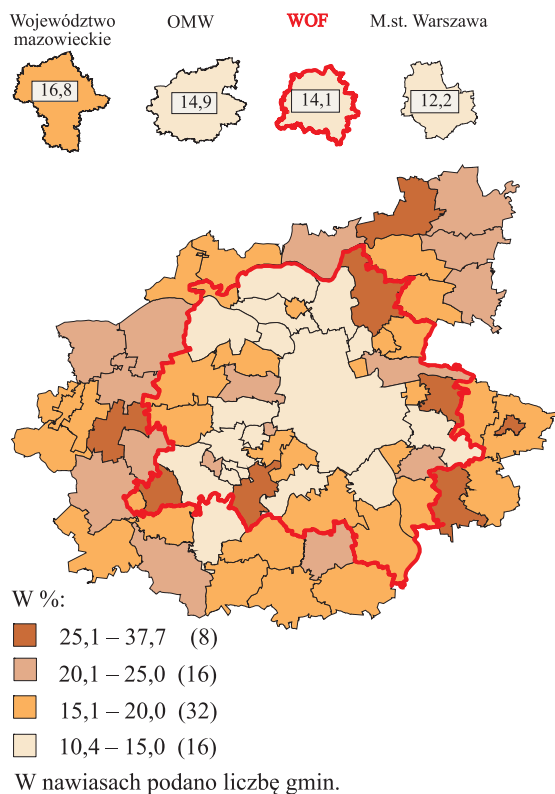 Województwo mazowieckie
OMW
WOF
M.st. Warszawa
16,8
14,9
14,1
12,2
W %:
25,1 – 37,7 (8)
20,1 – 25,0 (16)
15,1 – 20,0 (32)
10,4 – 15,0 (16)
W nawiasach podano liczbę gmin.